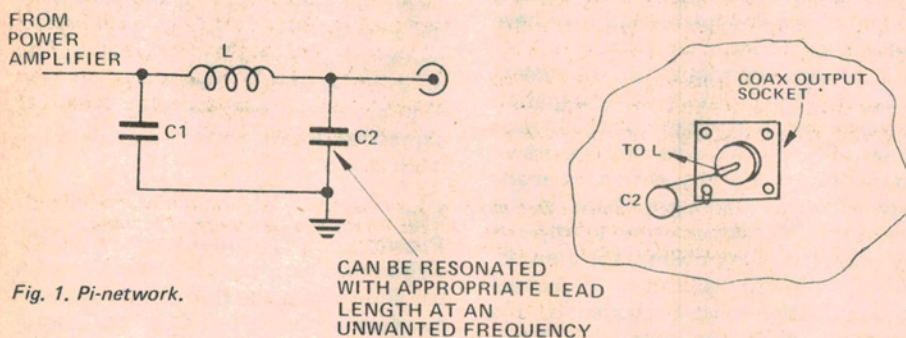 FROM
POWER
AMPLIFIER
L
C1
C2
CAN BE RESONATED
WITH APPROPRIATE LEAD
LENGTH AT AN
UNWANTED FREQUENCY
Fig. 1. Pi-network.
COAX OUTPUT
SOCKET
TO L
C2